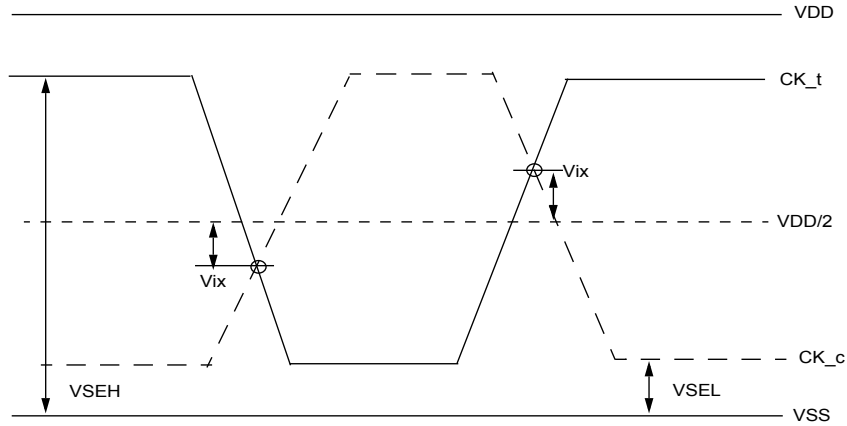 VDD
CK_t
Vix
VDD/2
Vix
CK_c
VSEH
VSEL
VSS